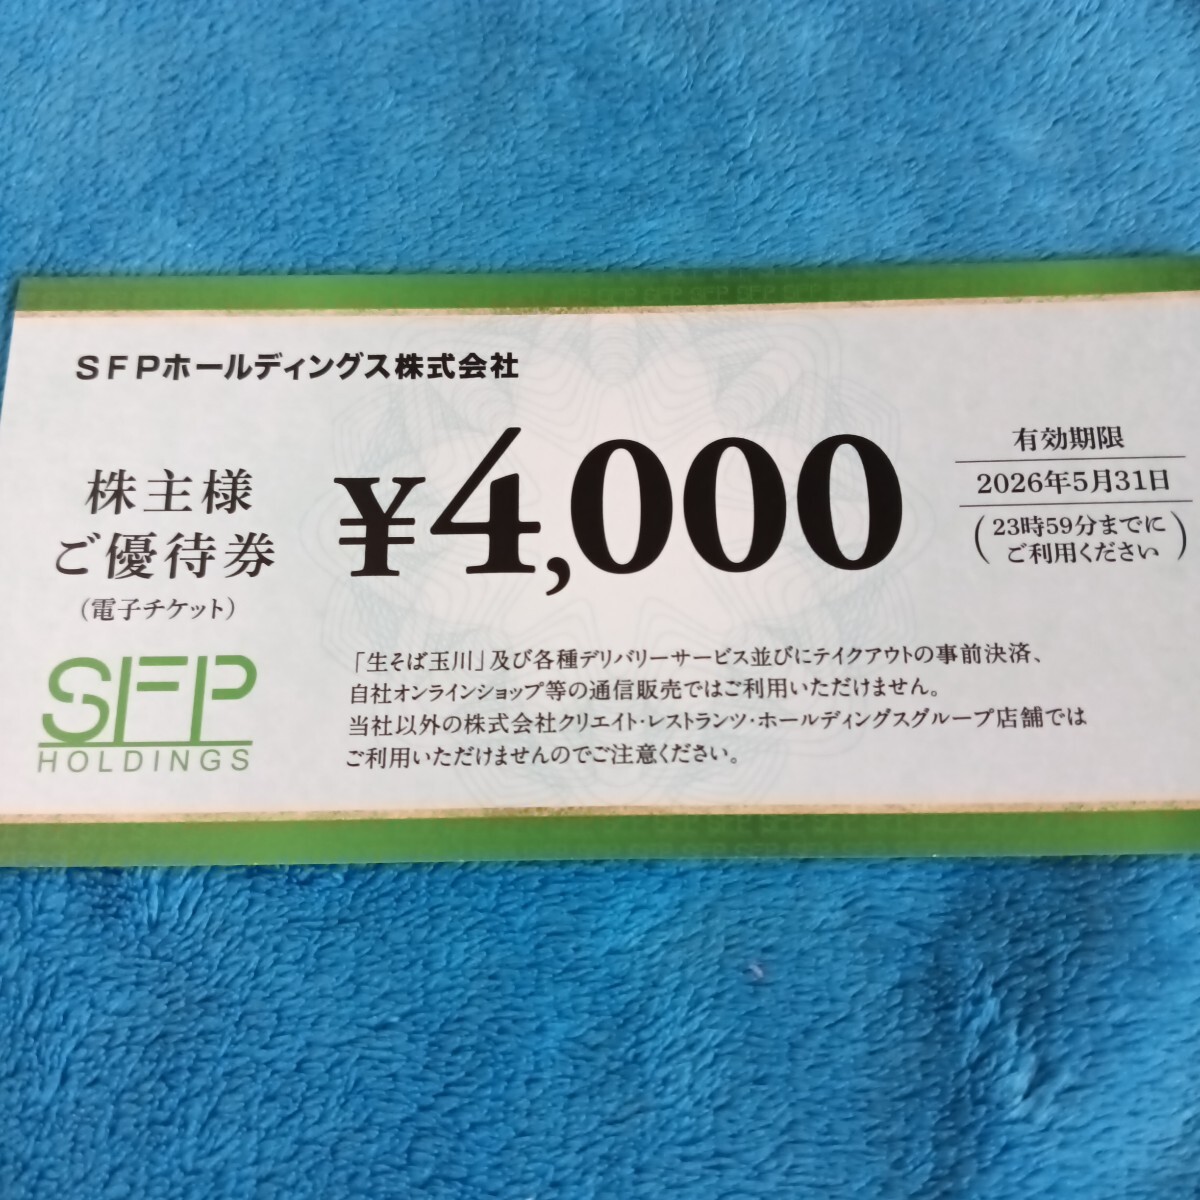 SFPホールディングス株式会社
株主様
ご優待券
(電子チケット)
¥4,000
有効期限
2026年5月31日
(23時59分までに
ご利用ください)
SFP
HOLDINGS
「生そば玉川」及び各種デリバリーサービス並びにテイクアウトの事前決済、
自社オンラインショップ等の通信販売ではご利用いただけません。
当社以外の株式会社クリエイト・レストランツ・ホールディングスグループ店舗では
ご利用いただけませんのでご注意ください。